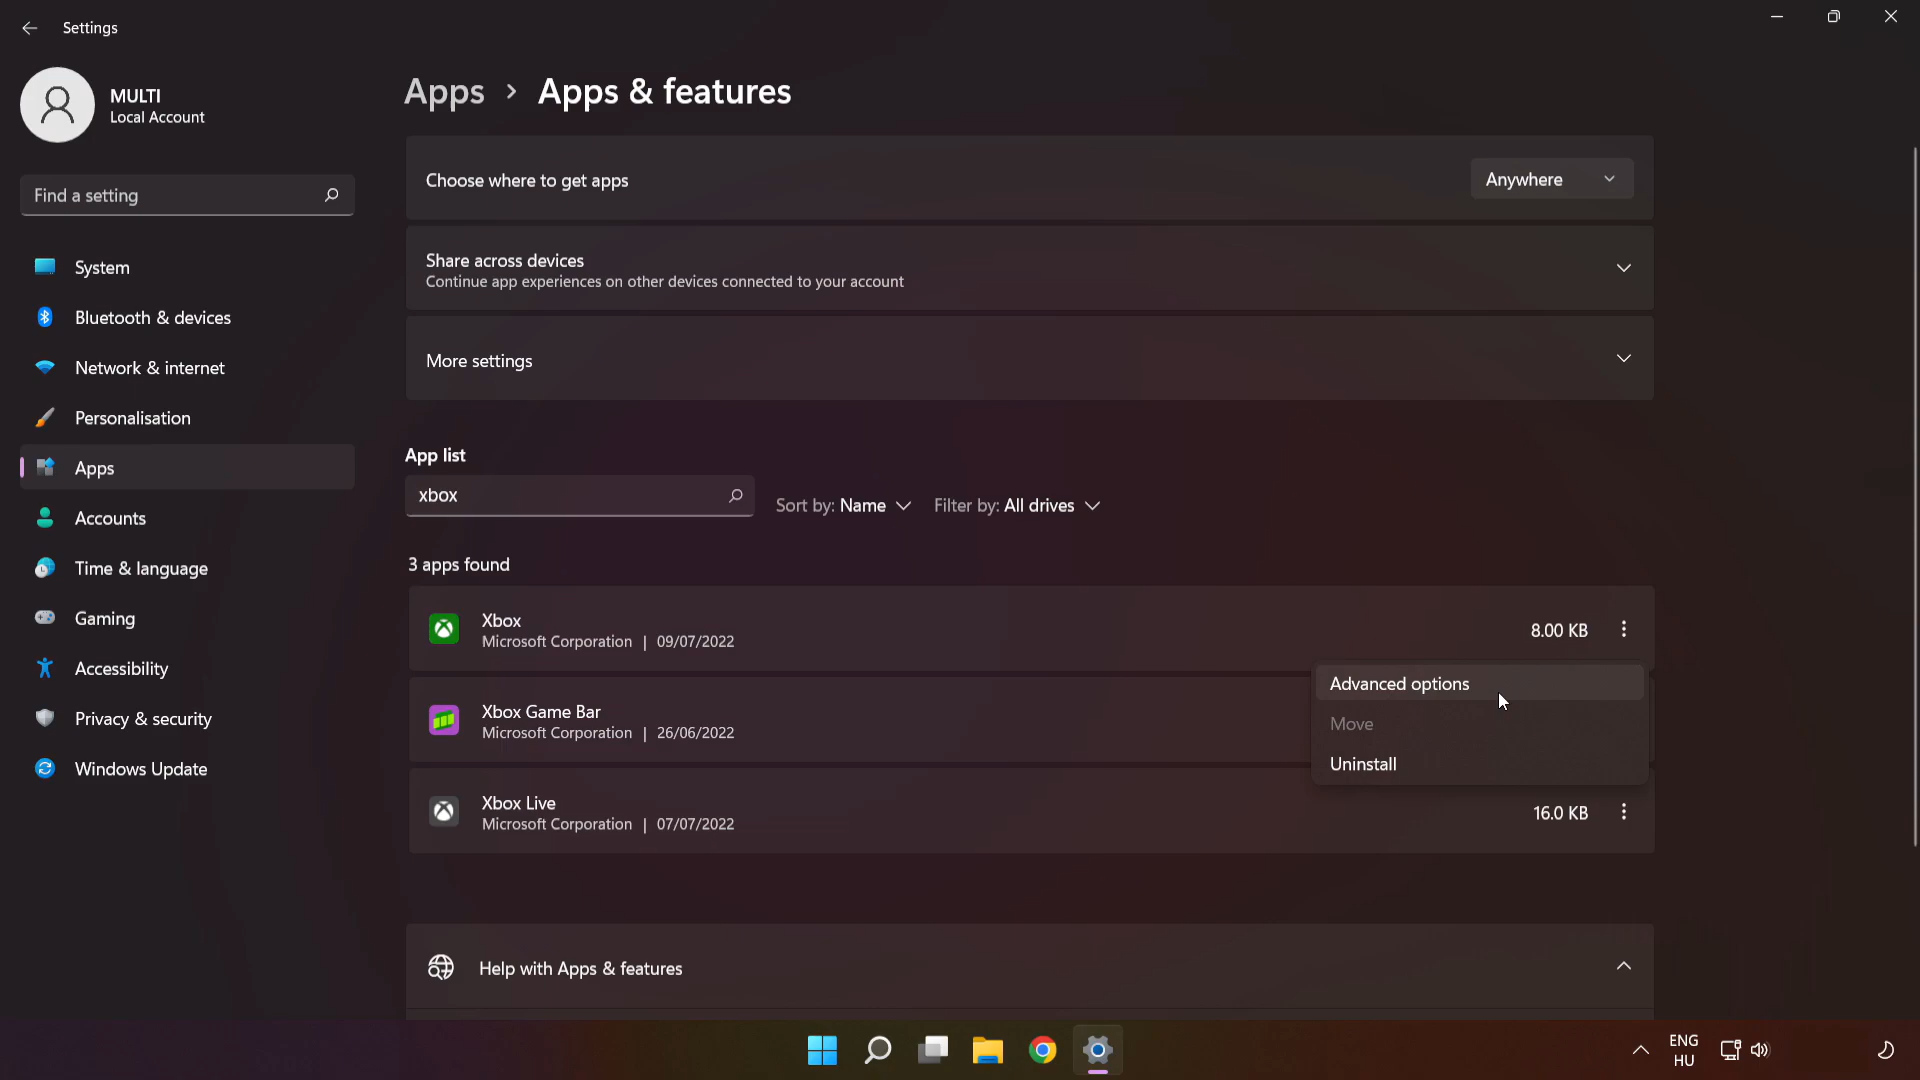 Settings
MULTI
Local Account
Find a setting
System
Bluetooth & devices
Network & internet
Personalisation
Apps
Accounts
Time & language
Gaming
Accessibility
Privacy & security
Windows Update
Apps > Apps & features
Choose where to get apps
Anywhere
Share across devices
Continue app experiences on other devices connected to your account
More settings
App list
xbox
Sort by: Name
Filter by: All drives
3 apps found
Xbox
Microsoft Corporation | 09/07/2022
8.00 KB
Advanced options
Move
Uninstall
Xbox Game Bar
Microsoft Corporation | 26/06/2022
Xbox Live
Microsoft Corporation | 07/07/2022
16.0 KB
Help with Apps & features
ENG
HU